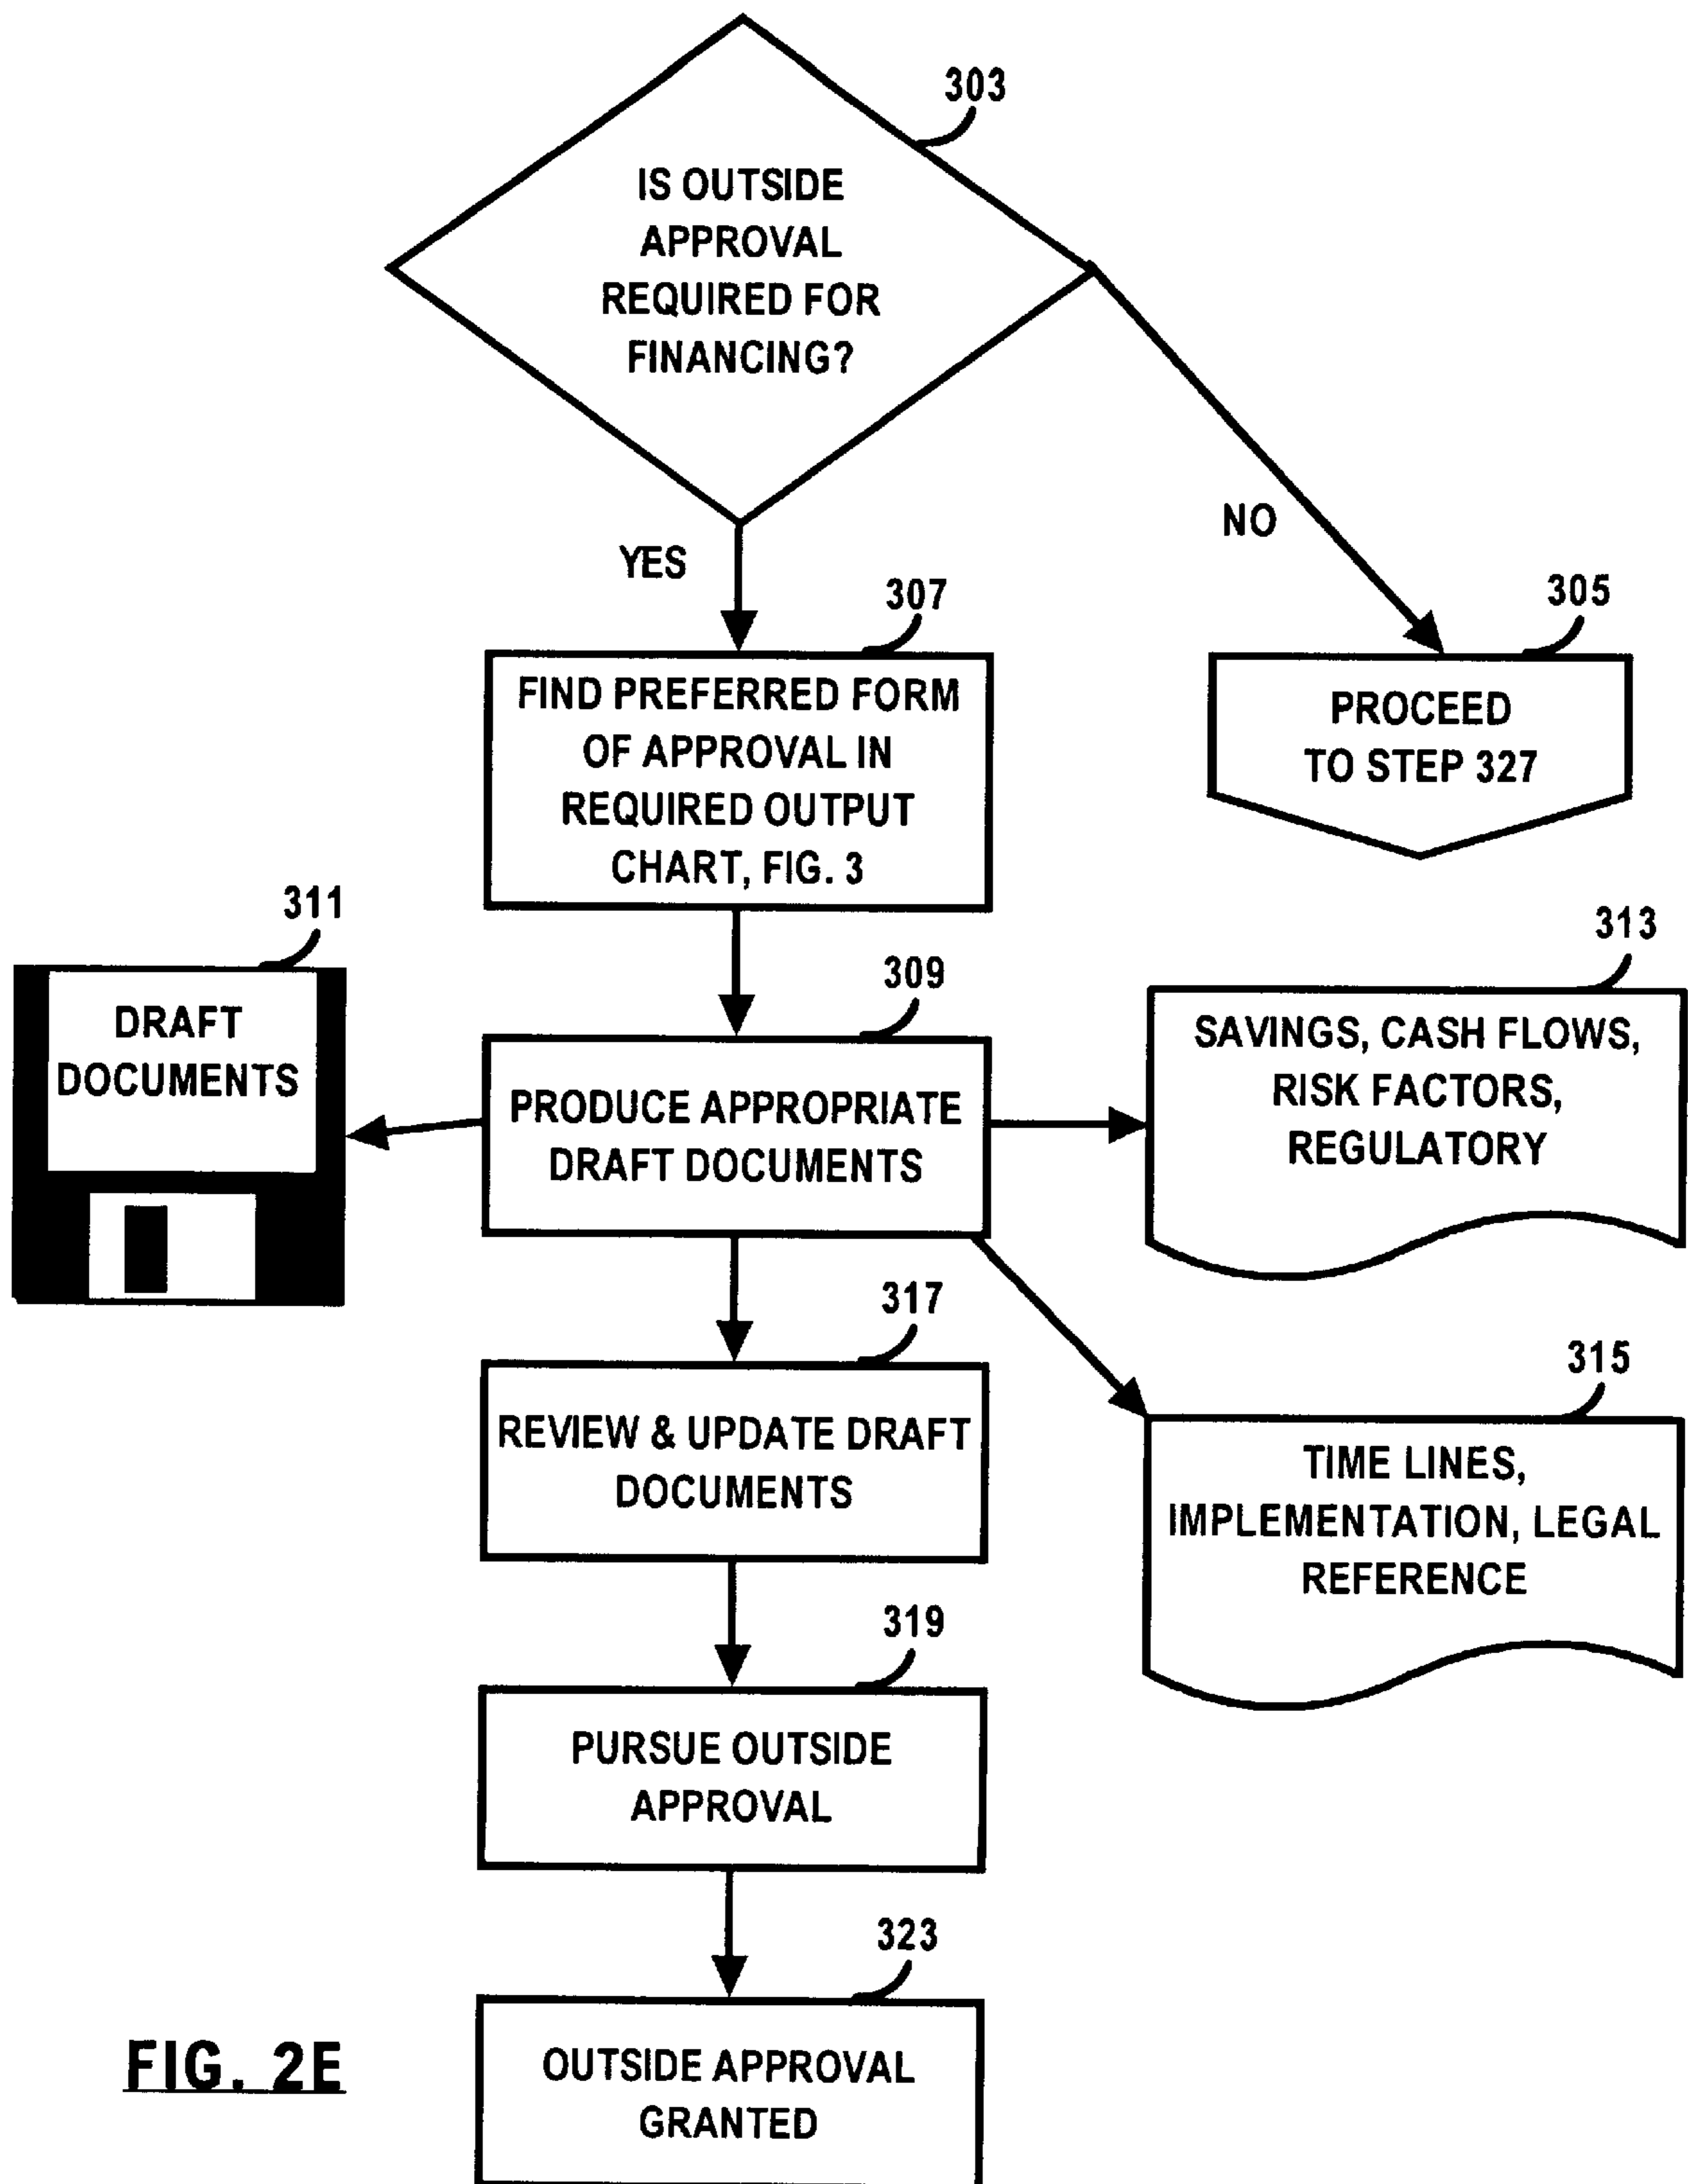 303
IS OUTSIDE
APPROVAL
REQUIRED FOR
FINANCING?
NO
YES
307
305
FIND PREFERRED FORM
OF APPROVAL IN
REQUIRED OUTPUT
CHART, FIG. 3
PROCEED
TO STEP 327
311
DRAFT
DOCUMENTS
309
PRODUCE APPROPRIATE
DRAFT DOCUMENTS
313
SAVINGS, CASH FLOWS,
RISK FACTORS,
REGULATORY
317
REVIEW & UPDATE DRAFT
DOCUMENTS
315
TIME LINES,
IMPLEMENTATION, LEGAL
REFERENCE
319
PURSUE OUTSIDE
APPROVAL
323
OUTSIDE APPROVAL
GRANTED
FIG. 2E